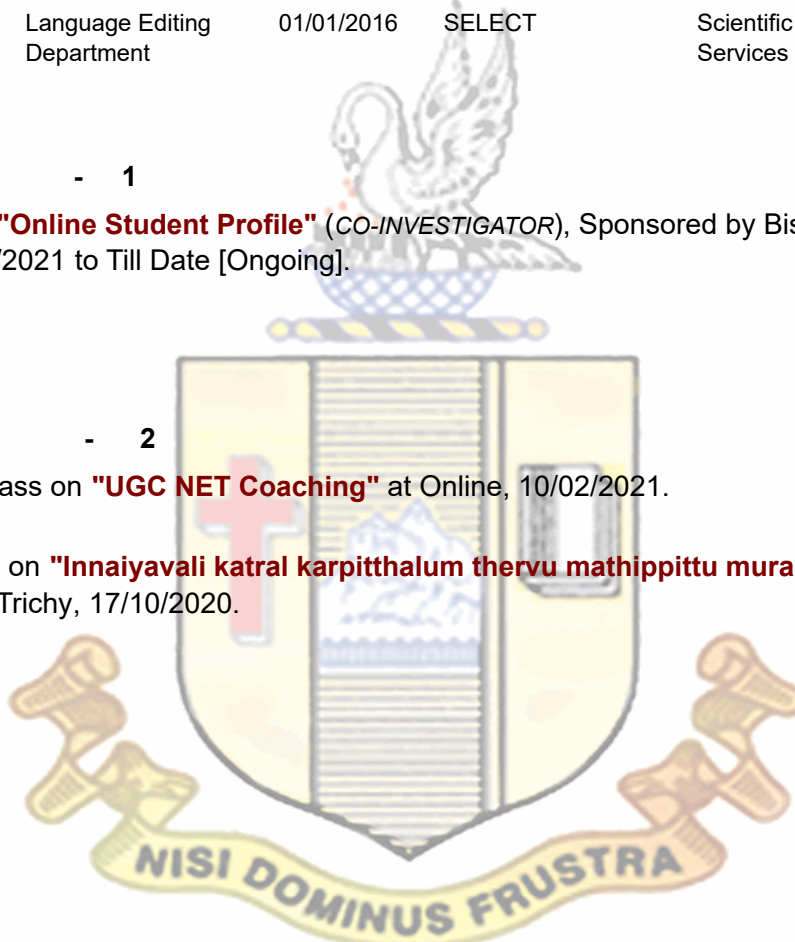 Language Editing 01/01/2016 SELECT Scientific
Department Services
- 1
"Online Student Profile" (CO-INVESTIGATOR), Sponsored by Bis
/2021 to Till Date [Ongoing].
- 2
ass on "UGC NET Coaching" at Online, 10/02/2021.
on "Innaiyavali katral karpitthalum thervu mathippittu mura
Trichy, 17/10/2020.
NISI DOMINUS FRUSTRA